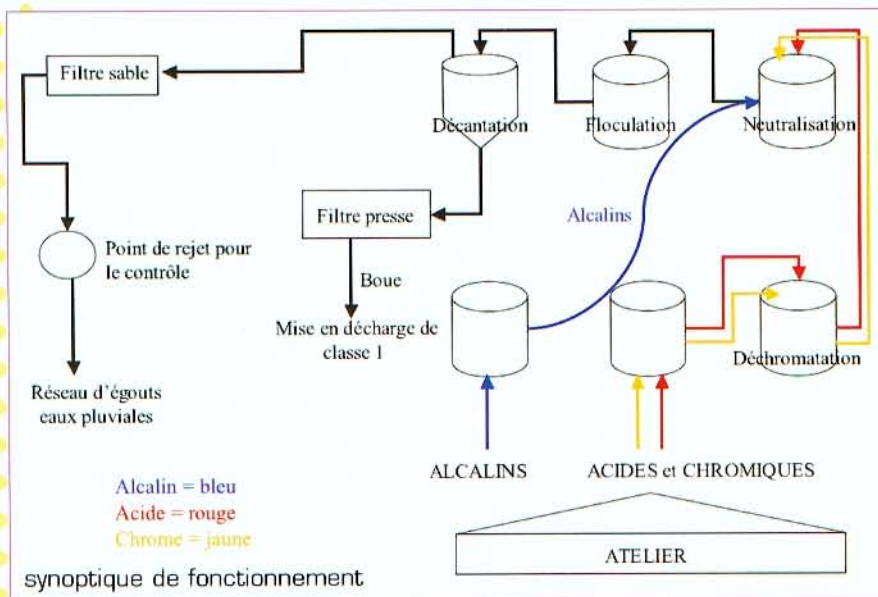 Filtre sable
Décantation
Floculation
Neutralisation
Filtre presse
Alcalins
Point de rejet pour
le contrôle
Boue
Mise en décharge de
classe 1
Déchromatation
Réseau d'égouts
eaux pluviales
ALCALINS
ACIDES et CHROMIQUES
Alcalin = bleu
Acide = rouge
Chrome = jaune
ATELIER
synoptique de fonctionnement